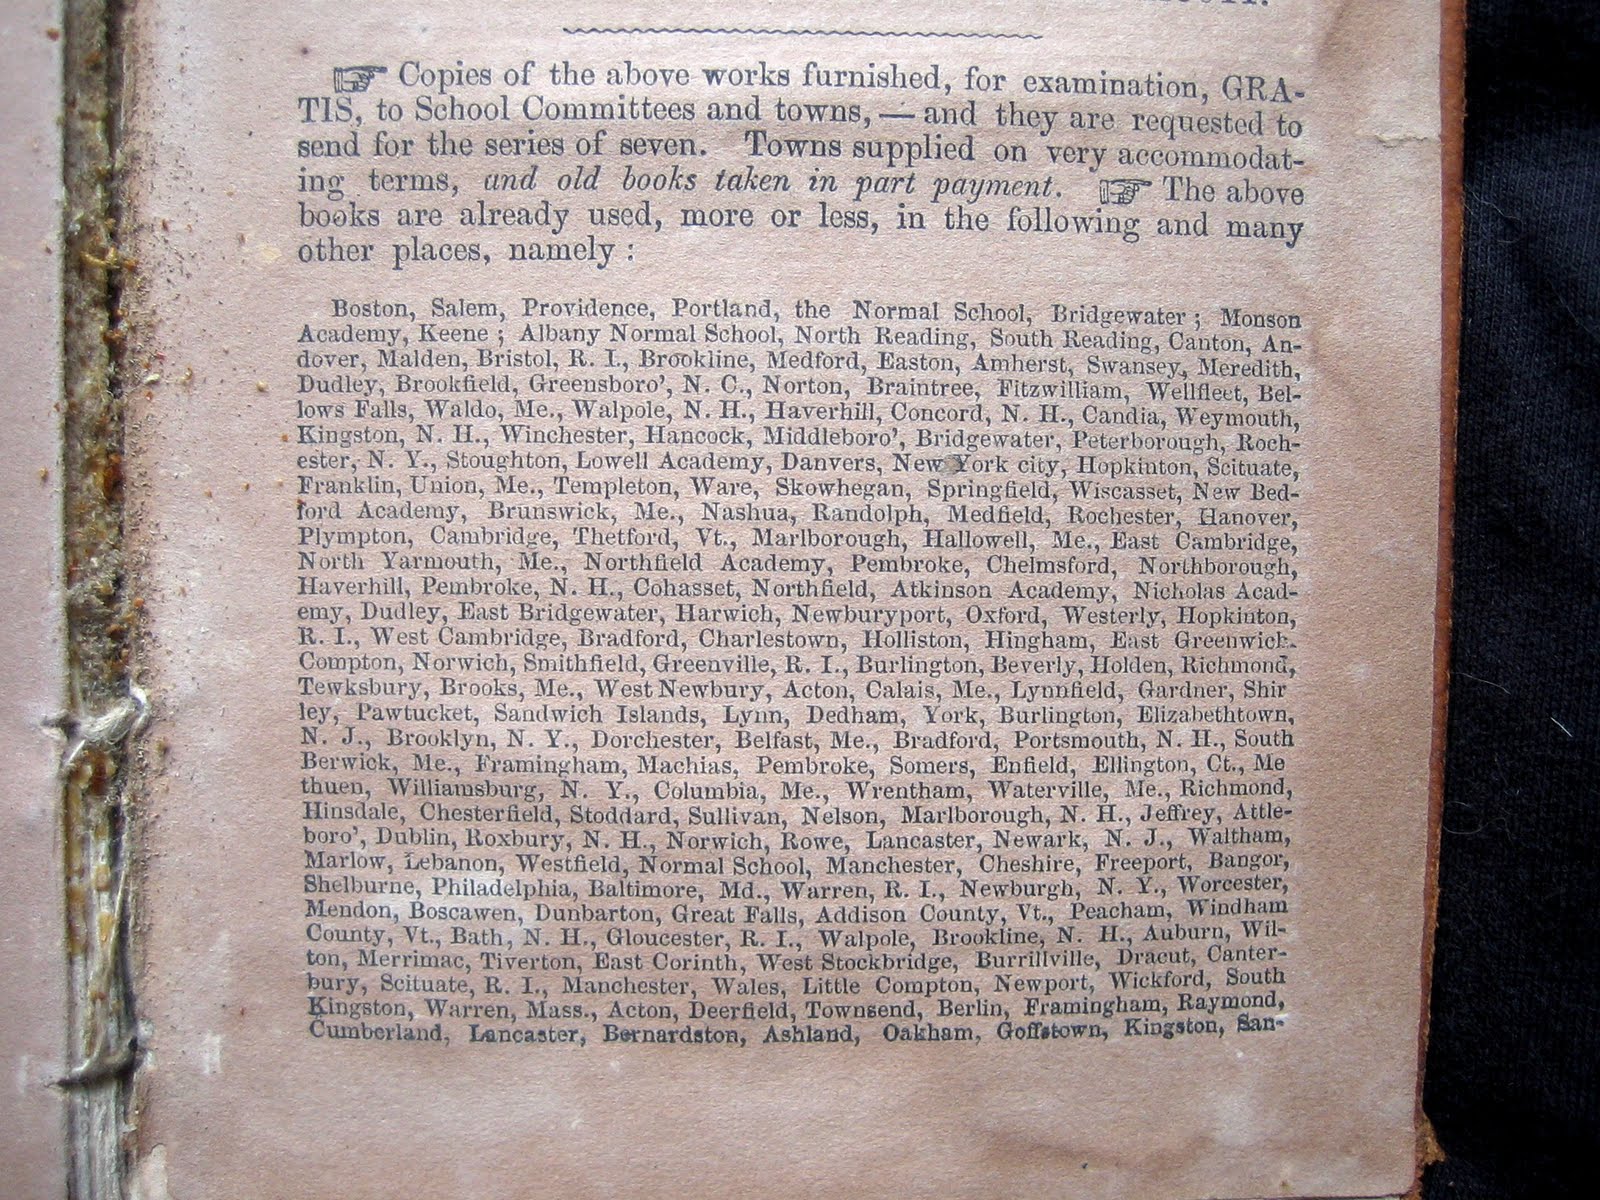 ☞ Copies of the above works furnished, for examination, GRA-
TIS, to School Committees and towns, — and they are requested to
send for the series of seven. Towns supplied on very accommodat-
ing terms, and old books taken in part payment. ☞ The above
books are already used, more or less, in the following and many
other places, namely :
Boston, Salem, Providence, Portland, the Normal School, Bridgewater ; Monson
Academy, Keene ; Albany Normal School, North Reading, South Reading, Canton, An-
dover, Malden, Bristol, R. I., Brookline, Medford, Easton, Amherst, Swansey, Meredith,
Dudley, Brookfield, Greensboro', N. C., Norton, Braintree, Fitzwilliam, Wellfleet, Bel-
lows Falls, Waldo, Me., Walpole, N. H., Haverhill, Concord, N. H., Candia, Weymouth,
Kingston, N. H., Winchester, Hancock, Middleboro', Bridgewater, Peterborough, Roch-
ester, N. Y., Stoughton, Lowell Academy, Danvers, New York city, Hopkinton, Scituate,
Franklin, Union, Me., Templeton, Ware, Skowhegan, Springfield, Wiscasset, New Bed-
ford Academy, Brunswick, Me., Nashua, Randolph, Medfield, Rochester, Hanover,
Plympton, Cambridge, Thetford, Vt., Marlborough, Hallowell, Me., East Cambridge,
North Yarmouth, Me., Northfield Academy, Pembroke, Chelmsford, Northborough,
Haverhill, Pembroke, N. H., Cohasset, Northfield, Atkinson Academy, Nicholas Acad-
emy, Dudley, East Bridgewater, Harwich, Newburyport, Oxford, Westerly, Hopkinton,
R. I., West Cambridge, Bradford, Charlestown, Holliston, Hingham, East Greenwich.
Compton, Norwich, Smithfield, Greenville, R. I., Burlington, Beverly, Holden, Richmond,
Tewksbury, Brooks, Me., West Newbury, Acton, Calais, Me., Lynnfield, Gardner, Shir
ley, Pawtucket, Sandwich Islands, Lynn, Dedham, York, Burlington, Elizabethtown,
N. J., Brooklyn, N. Y., Dorchester, Belfast, Me., Bradford, Portsmouth, N. H., South
Berwick, Me., Framingham, Machias, Pembroke, Somers, Enfield, Ellington, Ct., Me
thuen, Williamsburg, N. Y., Columbia, Me., Wrentham, Waterville, Me., Richmond,
Hinsdale, Chesterfield, Stoddard, Sullivan, Nelson, Marlborough, N. H., Jeffrey, Attle-
boro', Dublin, Roxbury, N. H., Norwich, Rowe, Lancaster, Newark, N. J., Waltham,
Marlow, Lebanon, Westfield, Normal School, Manchester, Cheshire, Freeport, Bangor,
Shelburne, Philadelphia, Baltimore, Md., Warren, R. I., Newburgh, N. Y., Worcester,
Mendon, Boscawen, Dunbarton, Great Falls, Addison County, Vt., Peacham, Windham
County, Vt., Bath, N. H., Gloucester, R. I., Walpole, Brookline, N. H., Auburn, Wil-
ton, Merrimac, Tiverton, East Corinth, West Stockbridge, Burrillville, Dracut, Canter-
bury, Scituate, R. I., Manchester, Wales, Little Compton, Newport, Wickford, South
Kingston, Warren, Mass., Acton, Deerfield, Townsend, Berlin, Framingham, Raymond,
Cumberland, Lancaster, Bernardston, Ashland, Oakham, Goffstown, Kingston, San-